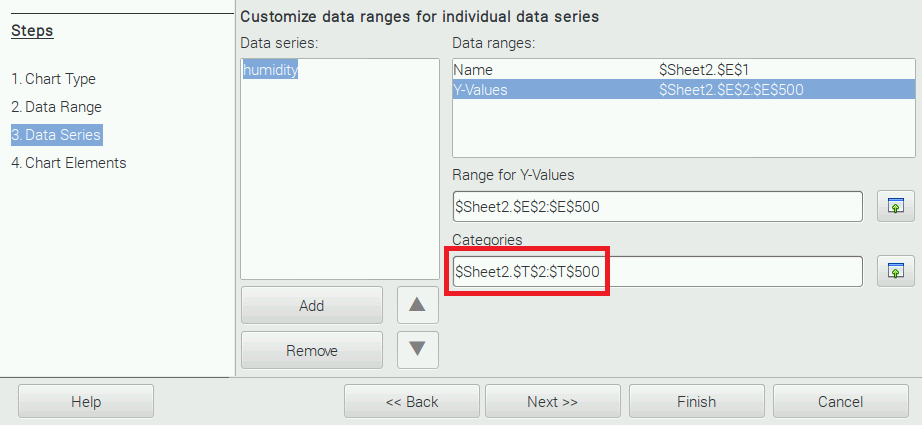 Steps
1. Chart Type
2. Data Range
3. Data Series
4. Chart Elements
Customize data ranges for individual data series
Data series:
humidity
Add
Remove
Data ranges:
Name $Sheet2.$E$1
Y-Values $Sheet2.$E$2:$E$500
Range for Y-Values
$Sheet2.$E$2:$E$500
Categories
$Sheet2.$T$2:$T$500
Help
<< Back
Next >>
Finish
Cancel